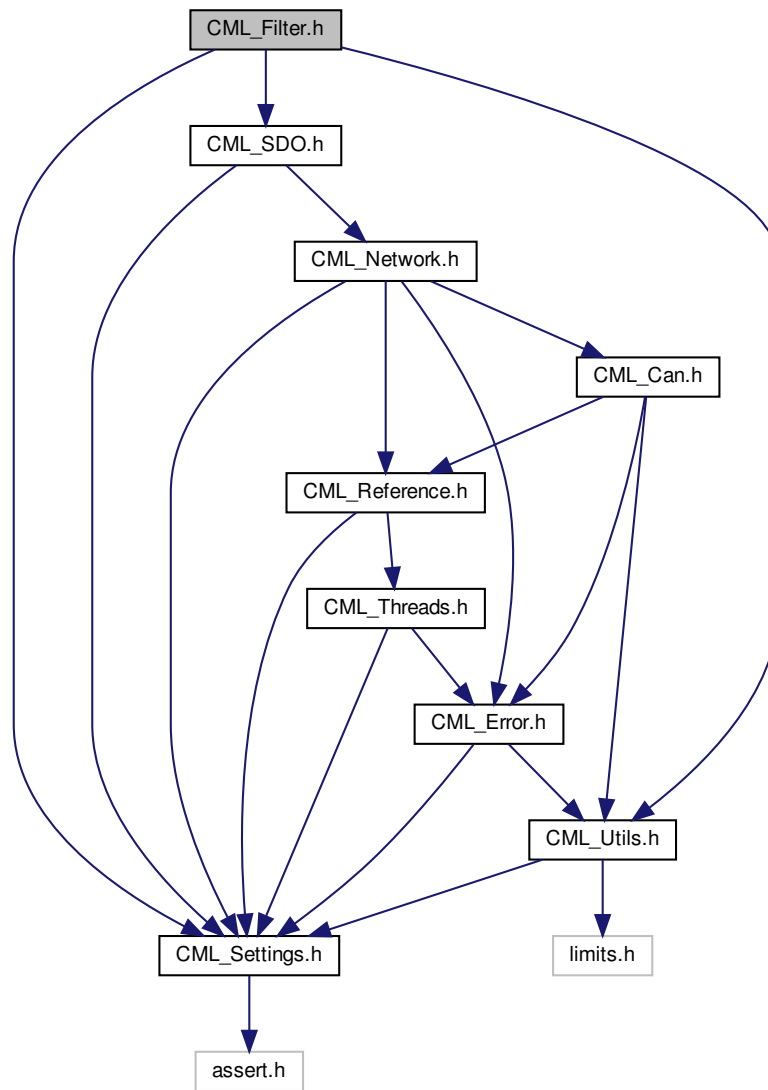 CML_Filter.h
CML_SDO.h
CML_Network.h
CML_Can.h
CML_Reference.h
CML_Threads.h
CML_Error.h
CML_Utils.h
CML_Settings.h
limits.h
assert.h